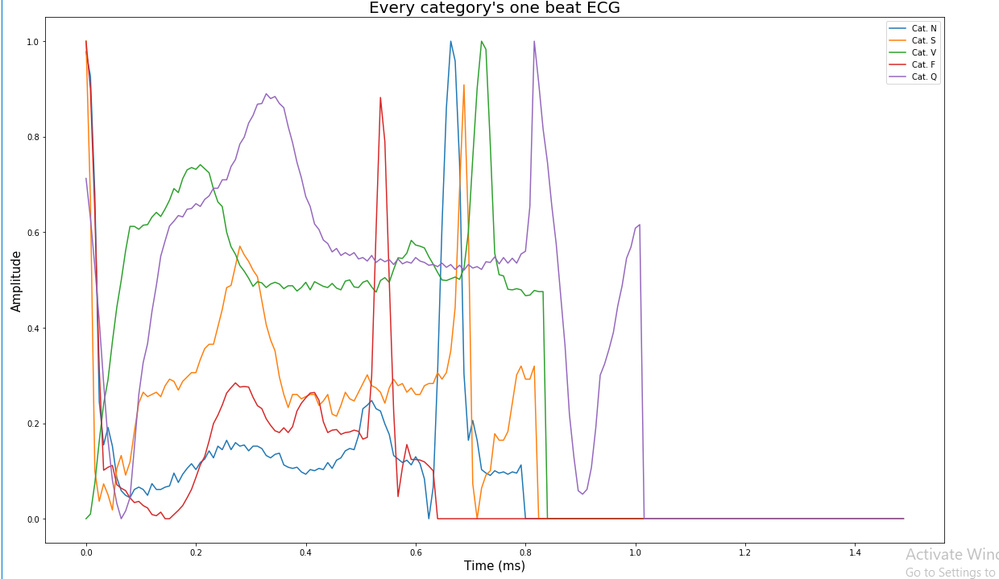 Every category's one beat ECG
Cat. N
Cat. S
Cat. V
Cat. F
Cat. Q
1.0
0.8
0.6
0.4
0.2
0.0
Amplitude
0.0 0.2 0.4 0.6 0.8 1.0 1.2 1.4
Time (ms)
Activate Wind
Go to Settings to